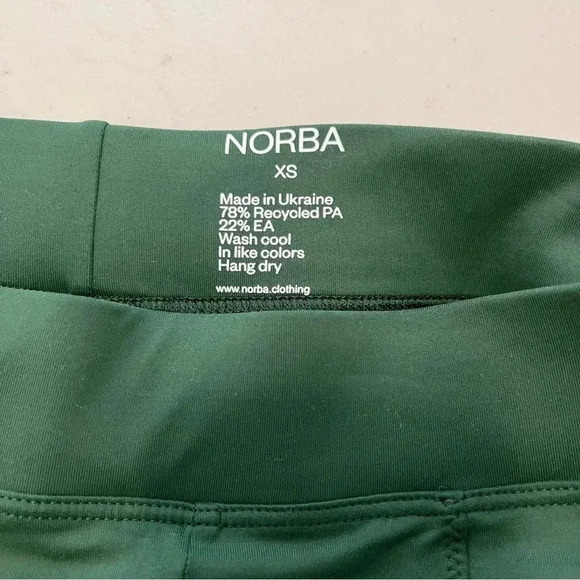 NORBA
XS
Made in Ukraine
78% Recycled PA
22% EA
Wash cool
In like colors
Hang dry
www.norba.clothing